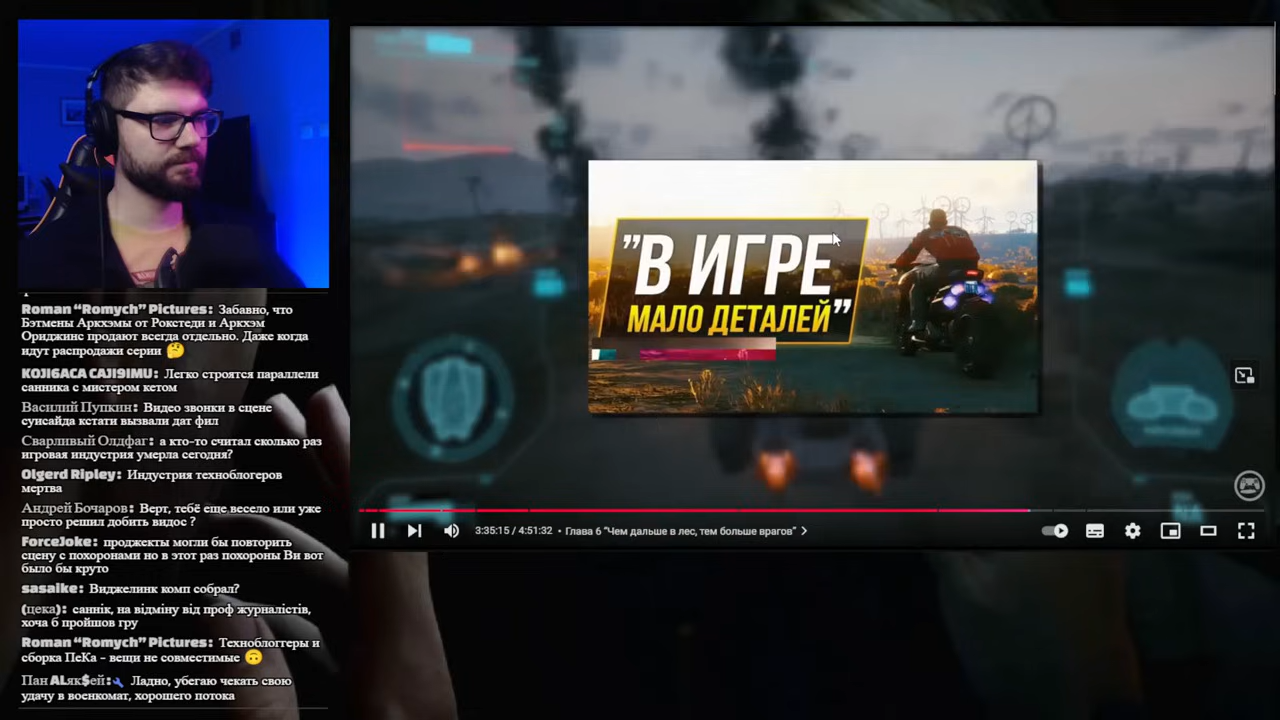 Roman “Romych” Pictures: Забавно, что
Бэтмены Аркхэмы от Рокстеди и Аркхэм
Ориджинс продают всегда отдельно. Даже когда
идут распродажи серии 🤔
KOJI6ACA CAJI9IMU: Легко строятся параллели
санника с мистером кетом
Василий Пупкин: Видео звонки в сцене
суисайда кстати вызвали дат фил
Сварливый Олдфаг: а кто-то считал сколько раз
игровая индустрия умерла сегодня?
Olgerd Ripley: Индустрия техноблогеров
мертва
Андрей Бочаров: Верт, тебё еще весело или уже
просто решил добить видос ?
ForceJoke: проджекты могли бы повторить
сцену с похоронами но в этот раз похороны Ви вот
было бы круто
sasaike: Виджелинк комп собрал?
(цека): саннік, на відміну від проф журналістів,
хоча б пройшов гру
Roman “Romych” Pictures: Технoблоггеры и
сборка ПеКа - вещи не совместимые 🙃
Пан ALяк$ей:🔧 Ладно, убегаю чекать свою
удачу в военкомат, хорошего потока
”В ИГРЕ
МАЛО ДЕТАЛЕЙ”
3:35:15 / 4:51:32 • Глава 6 “Чем дальше в лес, тем больше врагов” >